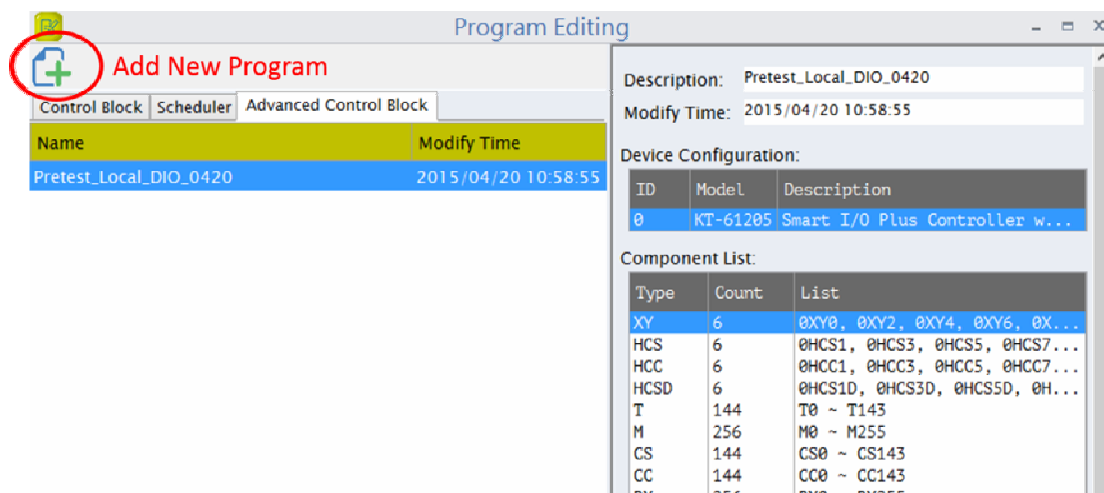 Program Editing
Add New Program
Control Block Scheduler Advanced Control Block
Name Modify Time
Pretest_Local_DIO_0420 2015/04/20 10:58:55
Description: Pretest_Local_DIO_0420
Modify Time: 2015/04/20 10:58:55
Device Configuration:
ID Model Description
0 KT-61205 Smart I/O Plus Controller w...
Component List:
Type Count List
XY 6 0XY0, 0XY2, 0XY4, 0XY6, 0X...
HCS 6 0HCS1, 0HCS3, 0HCS5, 0HCS7...
HCC 6 0HCC1, 0HCC3, 0HCC5, 0HCC7...
HCSD 6 0HCS1D, 0HCS3D, 0HCS5D, 0H...
T 144 T0 ~ T143
M 256 M0 ~ M255
CS 144 CS0 ~ CS143
CC 144 CC0 ~ CC143